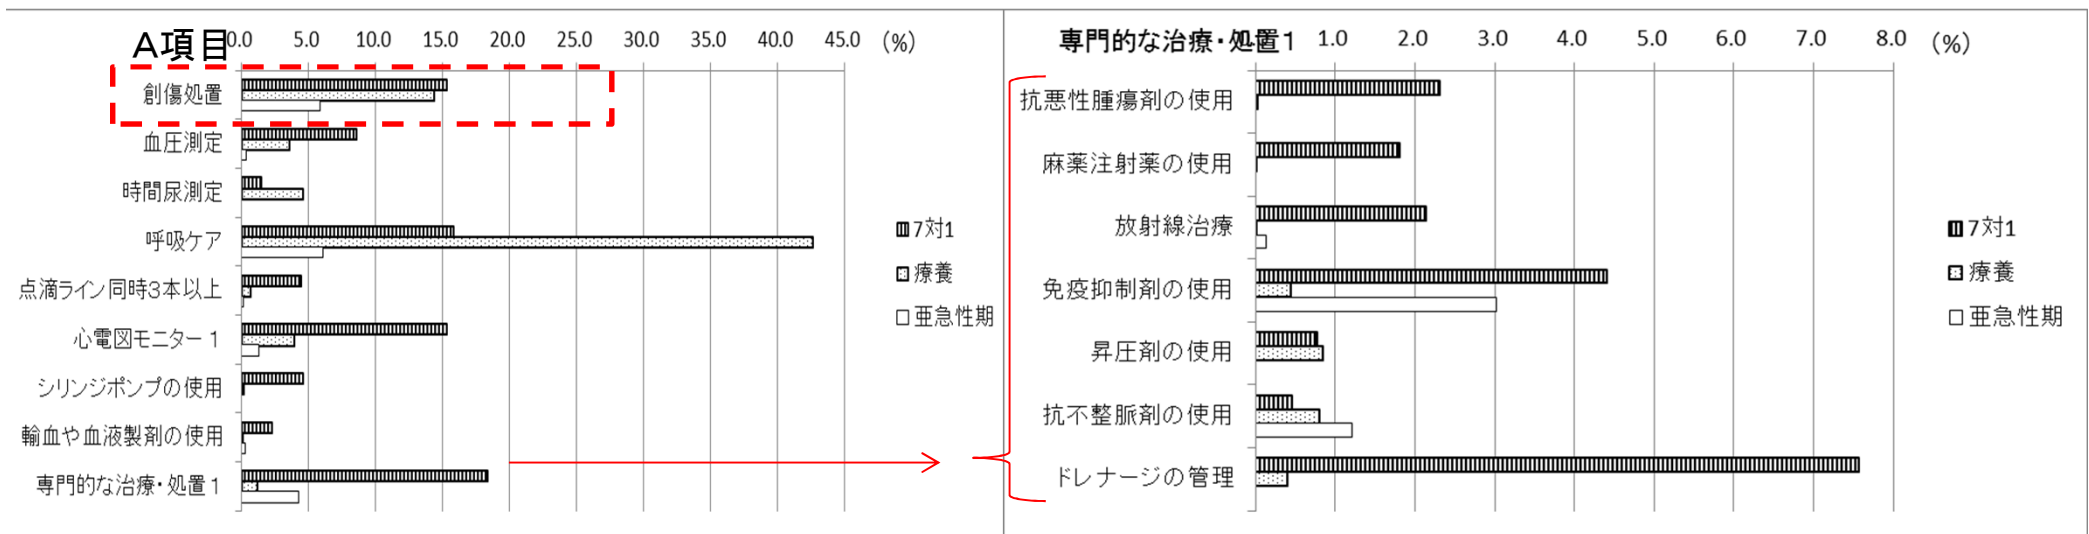 A項目
0.0 5.0 10.0 15.0 20.0 25.0 30.0 35.0 40.0 45.0 (%)
創傷処置
血圧測定
時間尿測定
呼吸ケア
点滴ライン同時3本以上
心電図モニター1
シリンジポンプの使用
輸血や血液製剤の使用
専門的な治療・処置1
7対1
療養
亜急性期
専門的な治療・処置1 1.0 2.0 3.0 4.0 5.0 6.0 7.0 8.0 (%)
抗悪性腫瘍剤の使用
麻薬注射薬の使用
放射線治療
免疫抑制剤の使用
昇圧剤の使用
抗不整脈剤の使用
ドレナージの管理
7対1
療養
亜急性期